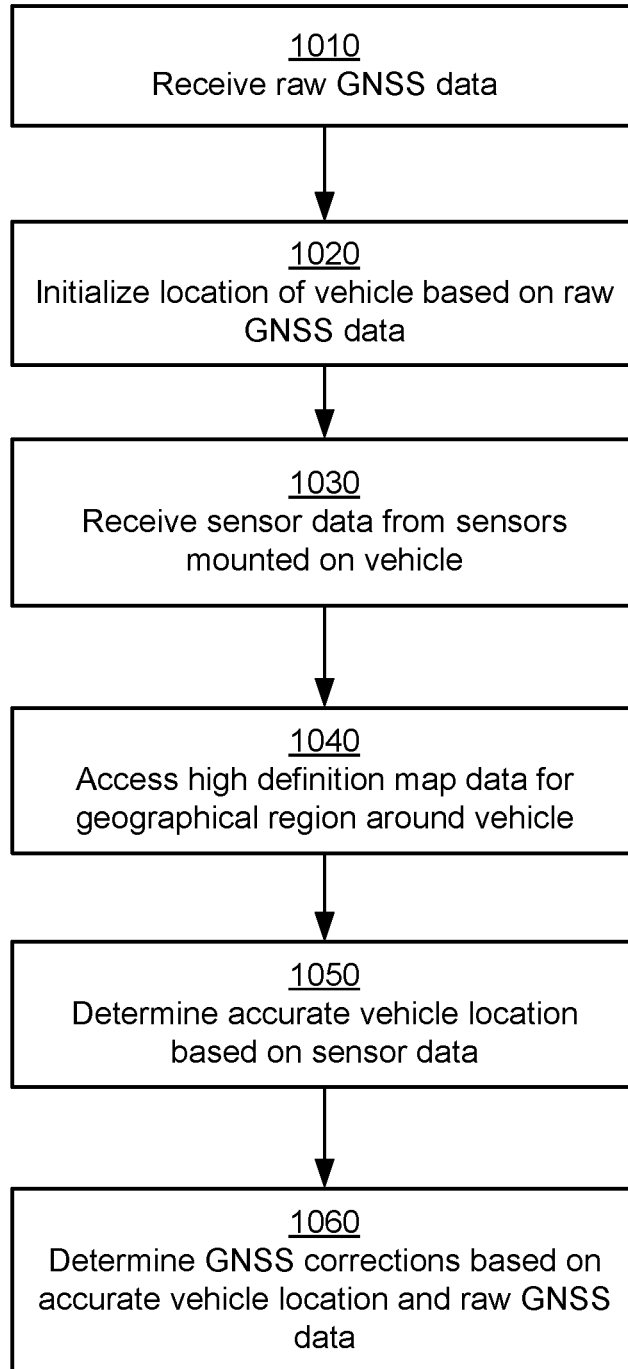 1010
Receive raw GNSS data
1020
Initialize location of vehicle based on raw
GNSS data
1030
Receive sensor data from sensors
mounted on vehicle
1040
Access high definition map data for
geographical region around vehicle
1050
Determine accurate vehicle location
based on sensor data
1060
Determine GNSS corrections based on
accurate vehicle location and raw GNSS
data